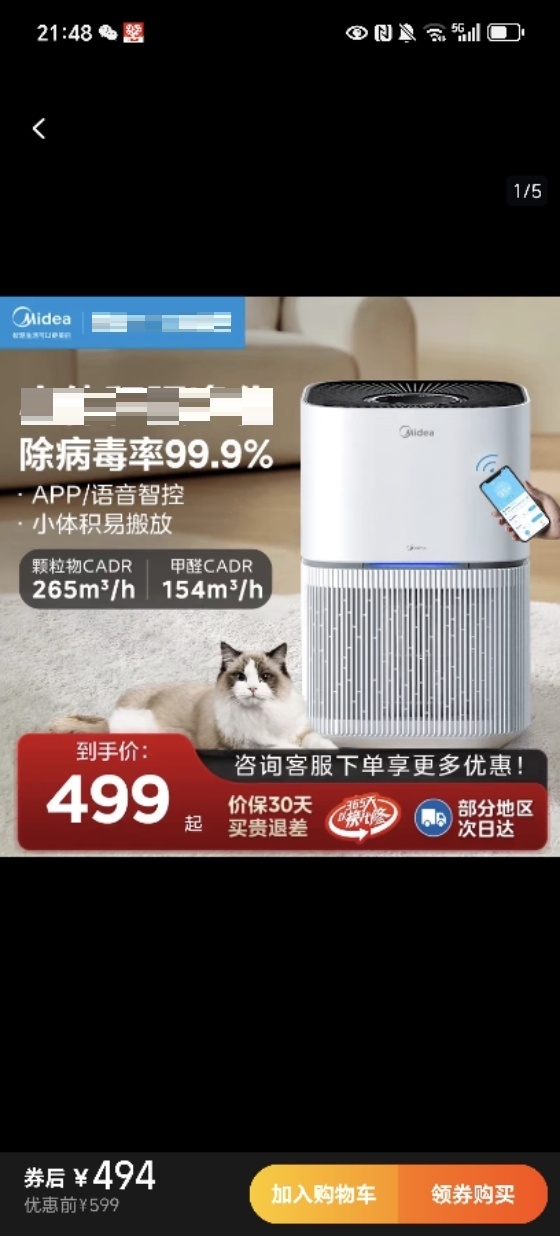 21:48
5G
1/5
Midea
除病毒率99.9%
· APP/语音智控
· 小体积易搬放
颗粒物CADR
265m³/h
甲醛CADR
154m³/h
Midea
到手价：
499起
咨询客服下单享更多优惠！
价保30天
买贵退差
365天
以换代修
部分地区
次日达
券后 ¥494
优惠前¥599
加入购物车
领券购买